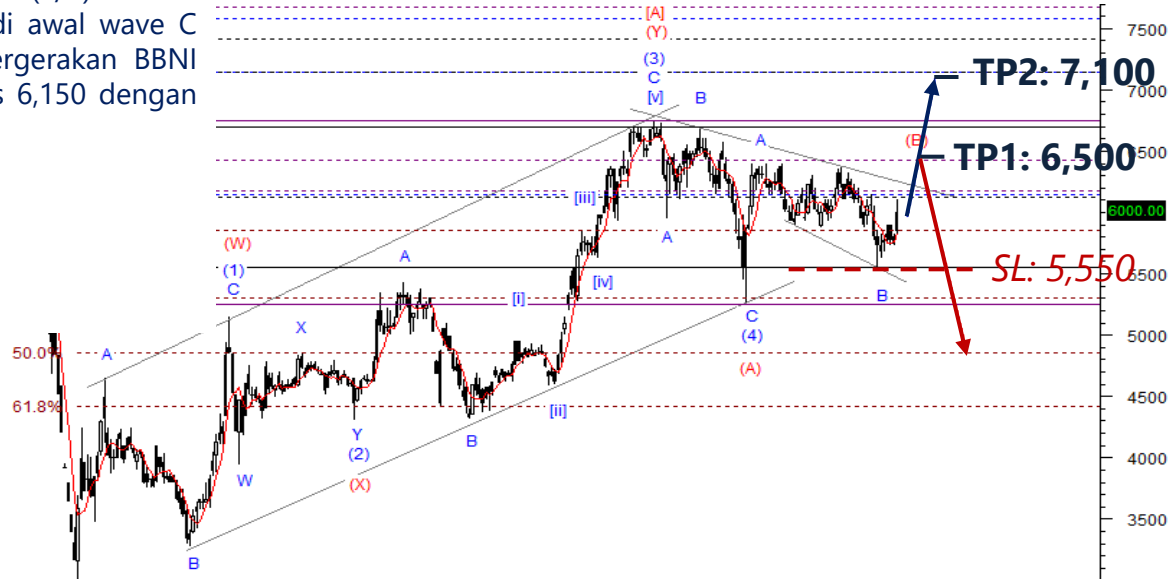 di awal wave C
ergerakan BBNI
s 6,150 dengan
[A]
(Y)
(3)
C
[v]
B
7500
TP2: 7,100
7000
A
(B)
TP1: 6,500
6500
[iii]
6000.00
A
(W)
(1)
C
A
[iv]
SL: 5,550
5500
B
[i]
X
C
(4)
5000
50.0%
A
(A)
61.8%
[ii]
4500
Y
(2)
B
W
(X)
4000
3500
B